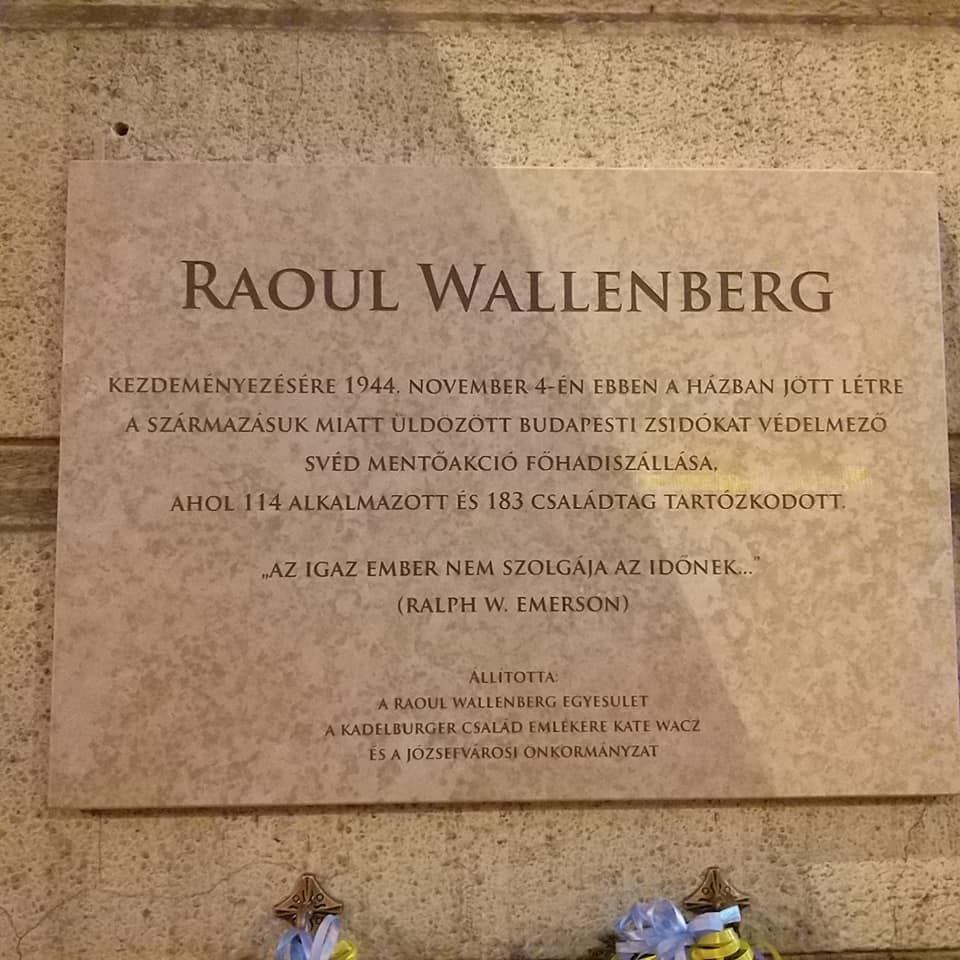 RAOUL WALLENBERG
KEZDEMÉNYEZÉSÉRE 1944. NOVEMBER 4-ÉN EBBEN A HÁZBAN JÖTT LÉTRE
A SZÁRMAZÁSUK MIATT ÜLDÖZÖTT BUDAPESTI ZSIDÓKAT VÉDELMEZŐ
SVÉD MENTŐAKCIÓ FŐHADISZÁLLÁSA,
AHOL 114 ALKALMAZOTT ÉS 183 CSALÁDTAG TARTÓZKODOTT.
„AZ IGAZ EMBER NEM SZOLGÁJA AZ IDŐNEK...”
(RALPH W. EMERSON)
ÁLLÍTOTTA:
A RAOUL WALLENBERG EGYESÜLET
A KADELBURGER CSALÁD EMLÉKÉRE KATE WACZ
ÉS A JÓZSEFVÁROSI ÖNKORMÁNYZAT